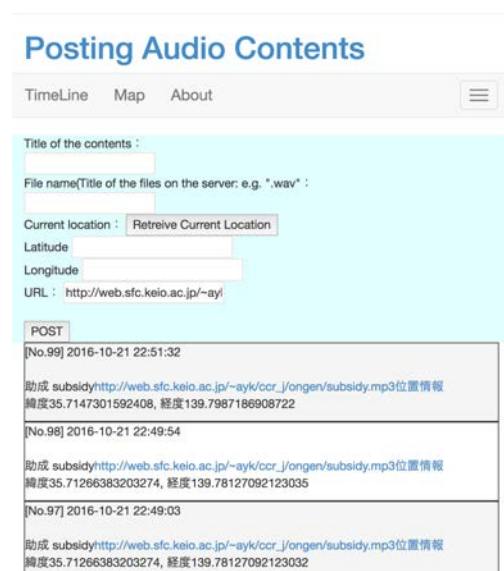 Posting Audio Contents
TimeLine Map About
Title of the contents：
File name(Title of the files on the server: e.g. ".wav"：
Current location： Retreive Current Location
Latitude
Longitude
URL： http://web.sfc.keio.ac.jp/~ayl
POST
[No.99] 2016-10-21 22:51:32
助成 subsidyhttp://web.sfc.keio.ac.jp/~ayk/ccr_j/ongen/subsidy.mp3位置情報
緯度35.7147301592408, 経度139.7987186908722
[No.98] 2016-10-21 22:49:54
助成 subsidyhttp://web.sfc.keio.ac.jp/~ayk/ccr_j/ongen/subsidy.mp3位置情報
緯度35.71266383203274, 経度139.78127092123035
[No.97] 2016-10-21 22:49:03
助成 subsidyhttp://web.sfc.keio.ac.jp/~ayk/ccr_j/ongen/subsidy.mp3位置情報
緯度35.71266383203274, 経度139.78127092123032